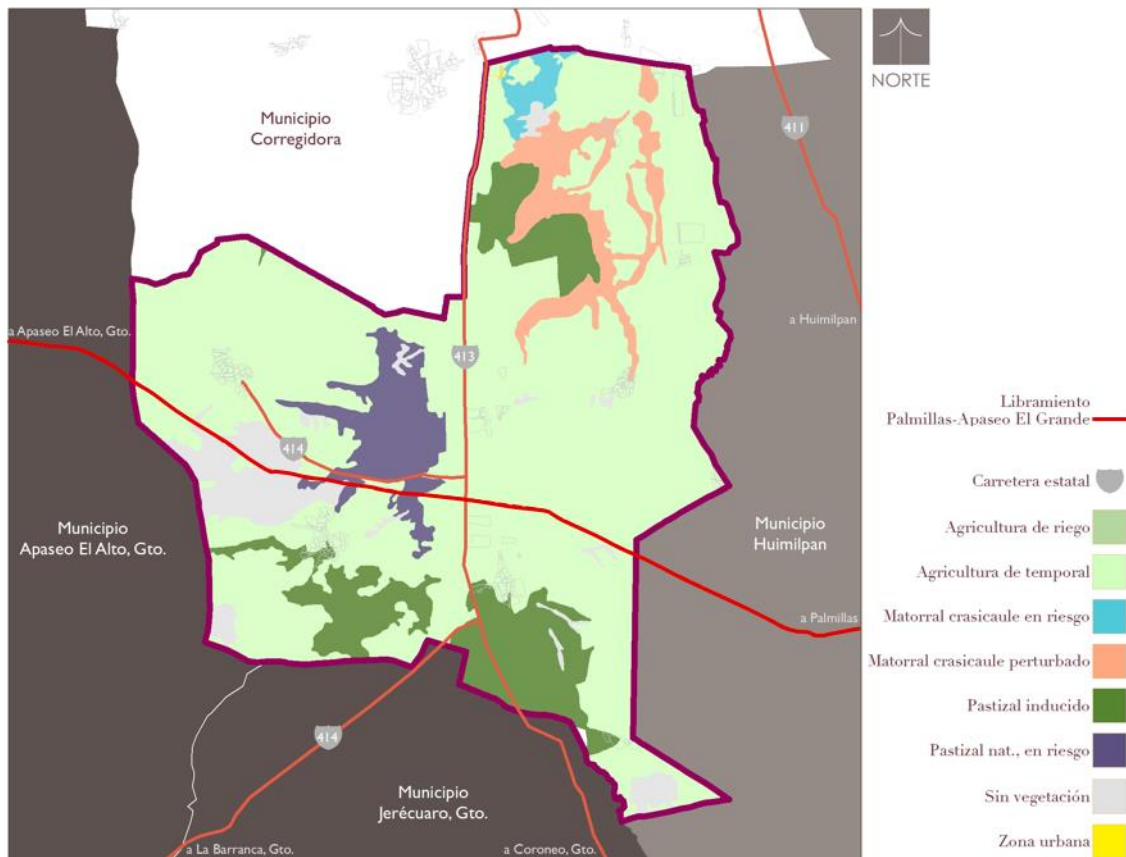 NORTE
Municipio
Corregidora
411
a Apaseo El Alto, Gto.
a Huimilpan
413
414
Municipio
Apaseo El Alto, Gto.
Municipio
Huimilpan
a Palmillas
414
Municipio
Jerécuaro, Gto.
a La Barranca, Gto.
a Coroneo, Gto.
Libramiento
Palmillas-Apaseo El Grande
Carretera estatal
Agricultura de riego
Agricultura de temporal
Matorral crasicaule en riesgo
Matorral crasicaule perturbado
Pastizal inducido
Pastizal nat., en riesgo
Sin vegetación
Zona urbana